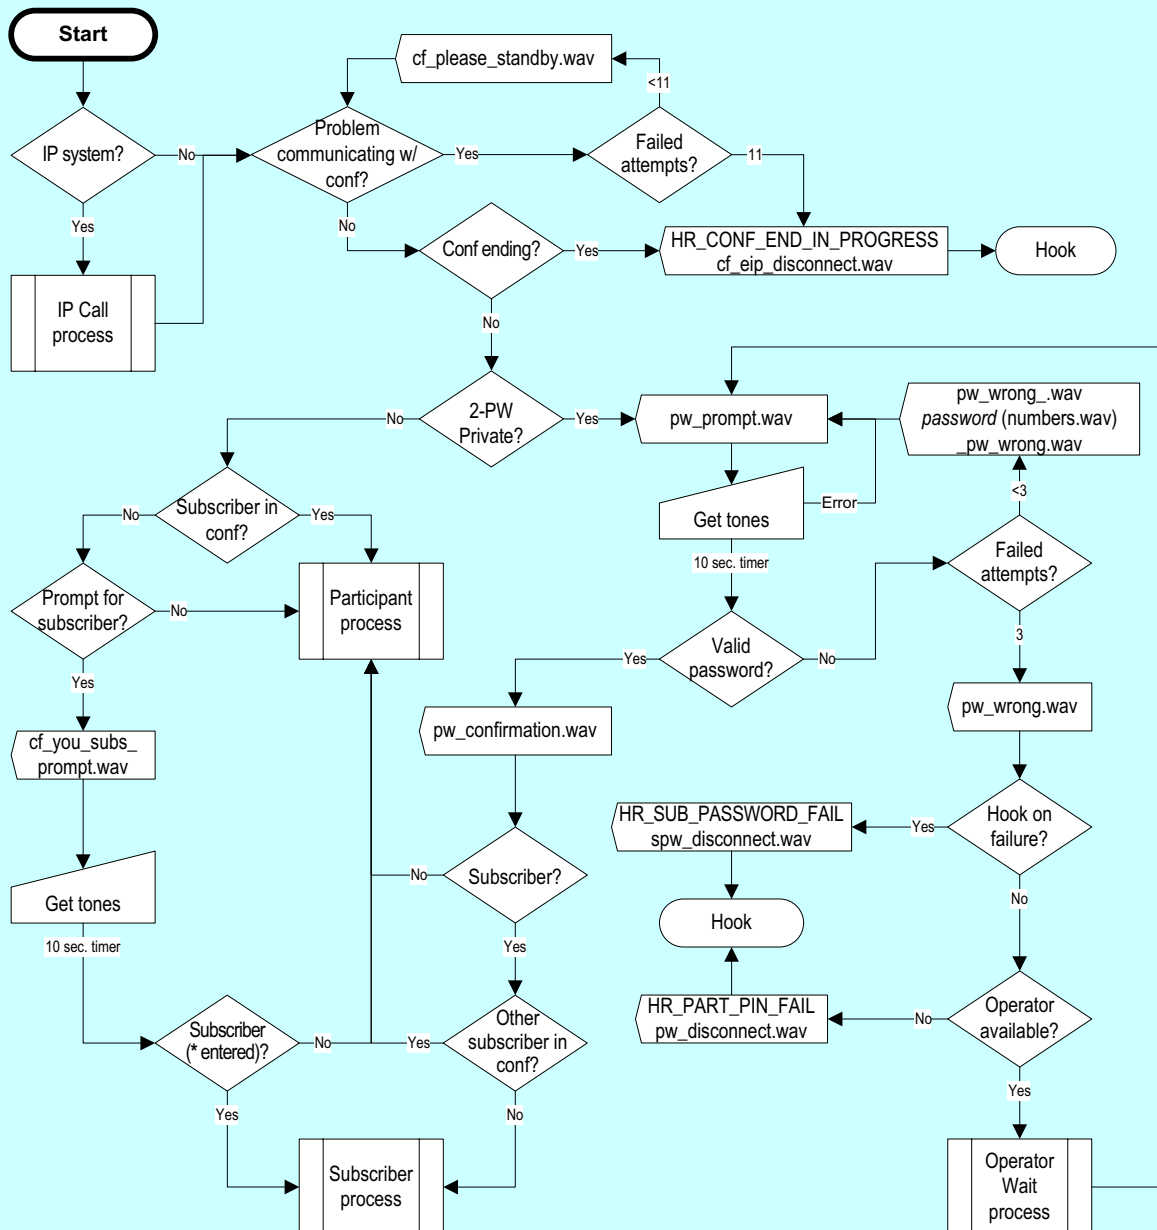 Start
cf_please_standby.wav
<11
IP system?
No
Problem
communicating w/
conf?
Yes
Failed
attempts?
11
Yes
No
Conf ending?
Yes
HR_CONF_END_IN_PROGRESS
cf_eip_disconnect.wav
Hook
IP Call
process
No
No
2-PW
Private?
Yes
pw_prompt.wav
pw_wrong_.wav
password (numbers.wav)
_pw_wrong.wav
Get tones
Error
<3
10 sec. timer
No
Subscriber in
conf?
Yes
Failed
attempts?
Prompt for
subscriber?
No
Participant
process
3
Yes
Valid
password?
No
Yes
pw_wrong.wav
cf_you_subs_
prompt.wav
pw_confirmation.wav
HR_SUB_PASSWORD_FAIL
spw_disconnect.wav
Yes
Hook on
failure?
No
Subscriber?
No
Get tones
Hook
Yes
10 sec. timer
HR_PART_PIN_FAIL
pw_disconnect.wav
No
Operator
available?
Subscriber
(* entered)?
No
Yes
Other
subscriber in
conf?
Yes
Yes
No
Subscriber
process
Operator
Wait
process